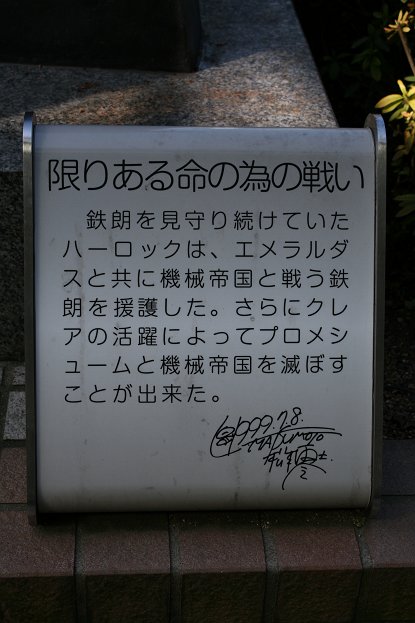 限りある命の為の戦い
鉄朗を見守り続けていた
ハーロックは、エメラルダ
スと共に機械帝国と戦う鉄
朗を援護した。さらにクレ
アの活躍によってプロメシ
ュームと機械帝国を滅ぼす
ことが出来た。
1999.7.8.
MATUMOTO